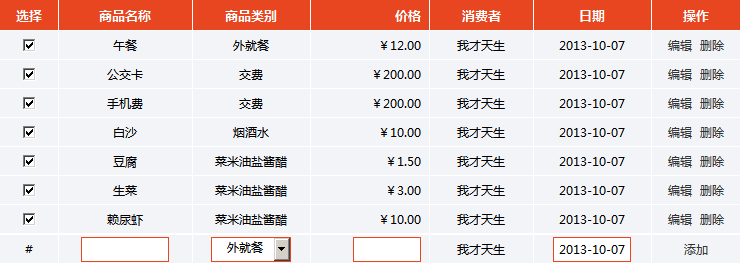 选择 商品名称 商品类别 价格 消费者 日期 操作
午餐 外就餐 ¥12.00 我才天生 2013-10-07 编辑 删除
公交卡 交费 ¥200.00 我才天生 2013-10-07 编辑 删除
手机费 交费 ¥200.00 我才天生 2013-10-07 编辑 删除
白沙 烟酒水 ¥10.00 我才天生 2013-10-07 编辑 删除
豆腐 菜米油盐酱醋 ¥1.50 我才天生 2013-10-07 编辑 删除
生菜 菜米油盐酱醋 ¥3.00 我才天生 2013-10-07 编辑 删除
赖尿虾 菜米油盐酱醋 ¥10.00 我才天生 2013-10-07 编辑 删除
# 外就餐 我才天生 2013-10-07 添加